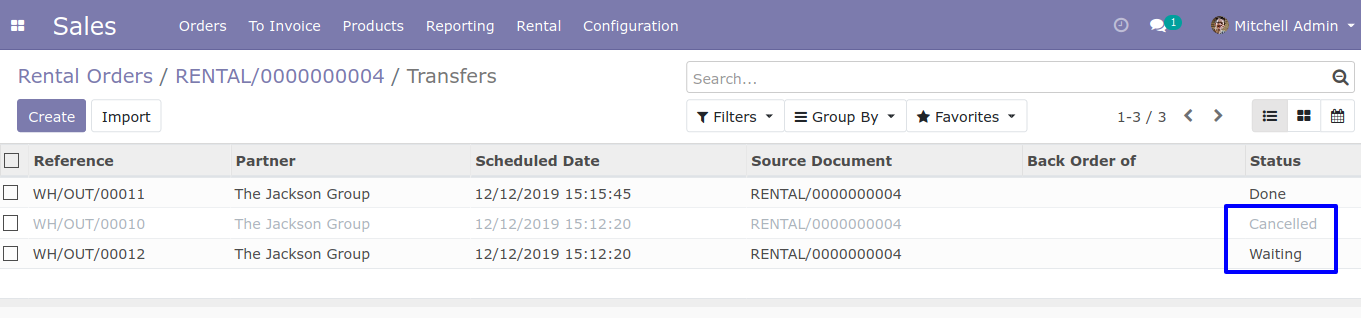 Sales Orders To Invoice Products Reporting Rental Configuration 1 Mitchell Admin
Rental Orders / RENTAL/0000000004 / Transfers
Search...
Create Import Filters Group By Favorites 1-3 / 3
Reference Partner Scheduled Date Source Document Back Order of Status
WH/OUT/00011 The Jackson Group 12/12/2019 15:15:45 RENTAL/0000000004 Done
WH/OUT/00010 The Jackson Group 12/12/2019 15:12:20 RENTAL/0000000004 Cancelled
WH/OUT/00012 The Jackson Group 12/12/2019 15:12:20 RENTAL/0000000004 Waiting